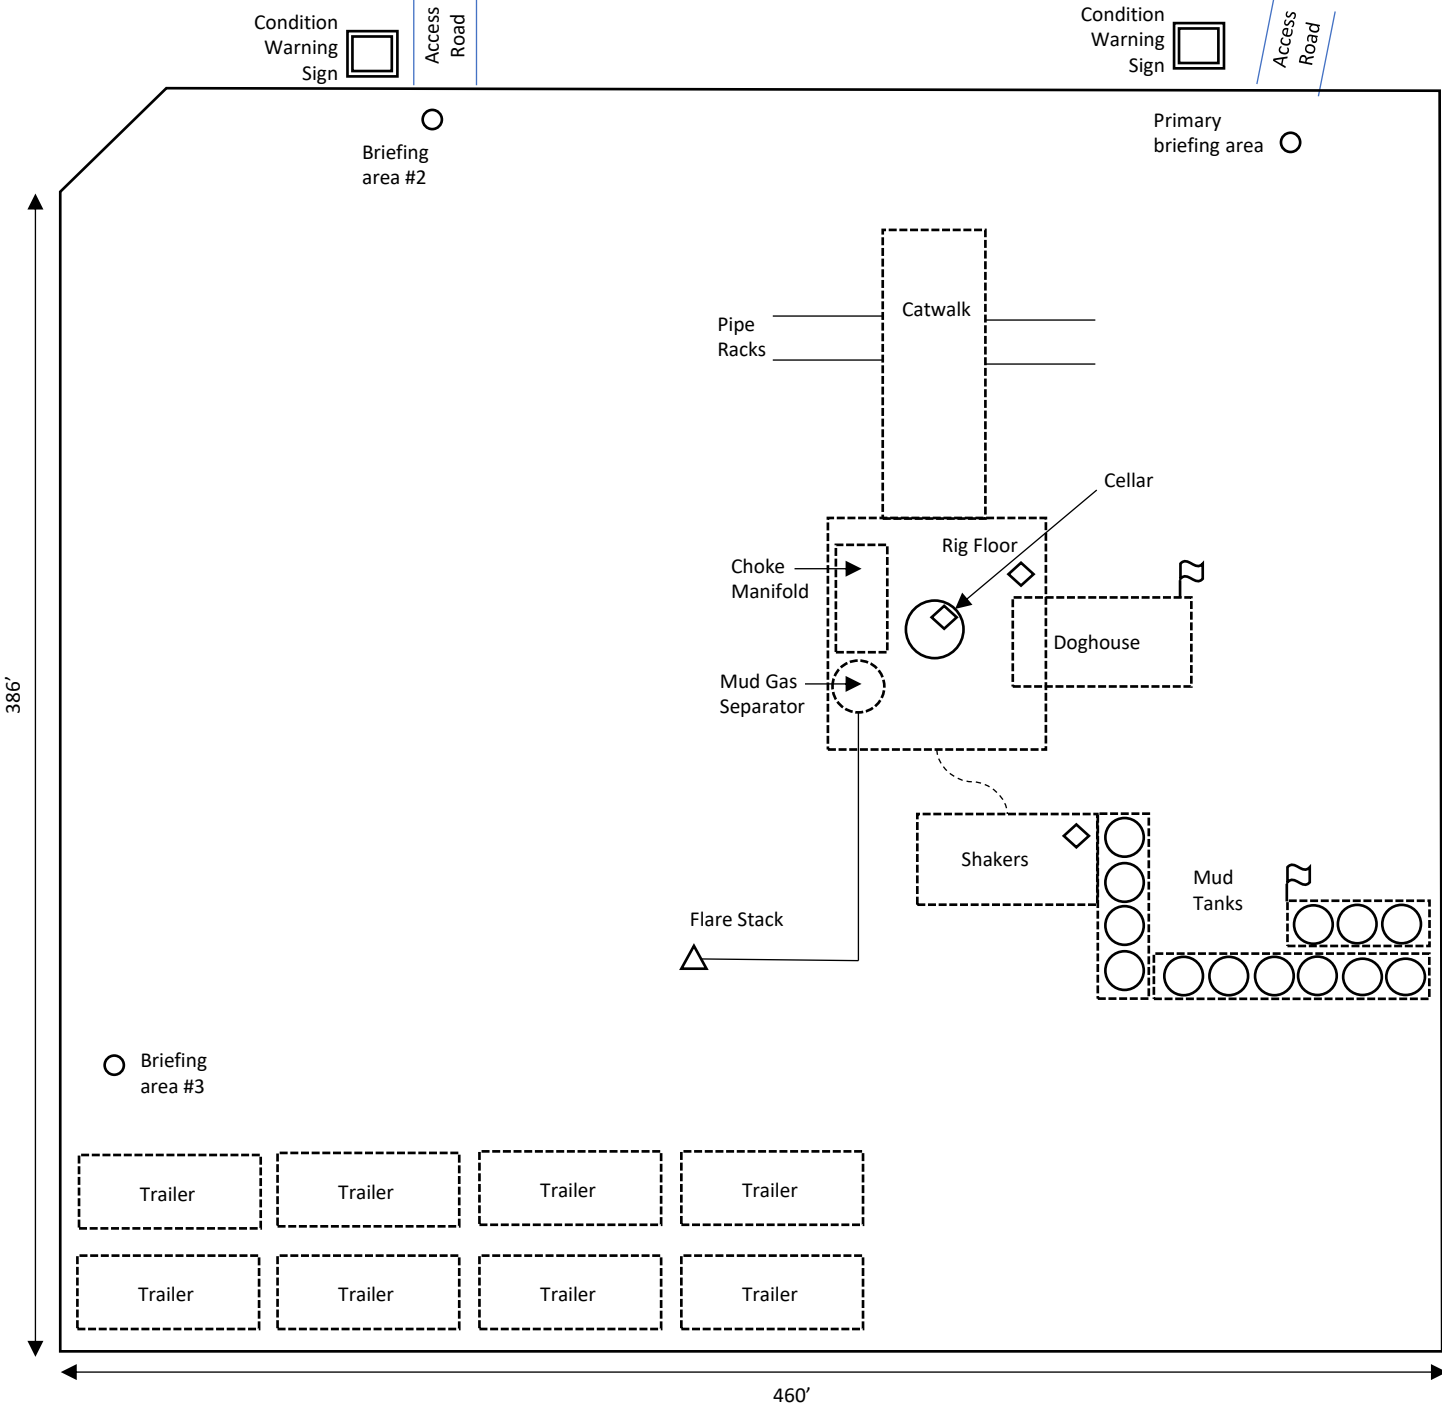 Condition
Warning
Sign
Access
Road
Condition
Warning
Sign
Access
Road
Briefing
area #2
Primary
briefing area
Catwalk
Pipe
Racks
Cellar
Rig Floor
Choke
Manifold
Doghouse
Mud Gas
Separator
386’
Shakers
Mud
Tanks
Flare Stack
Briefing
area #3
Trailer
Trailer
Trailer
Trailer
Trailer
Trailer
Trailer
Trailer
460’